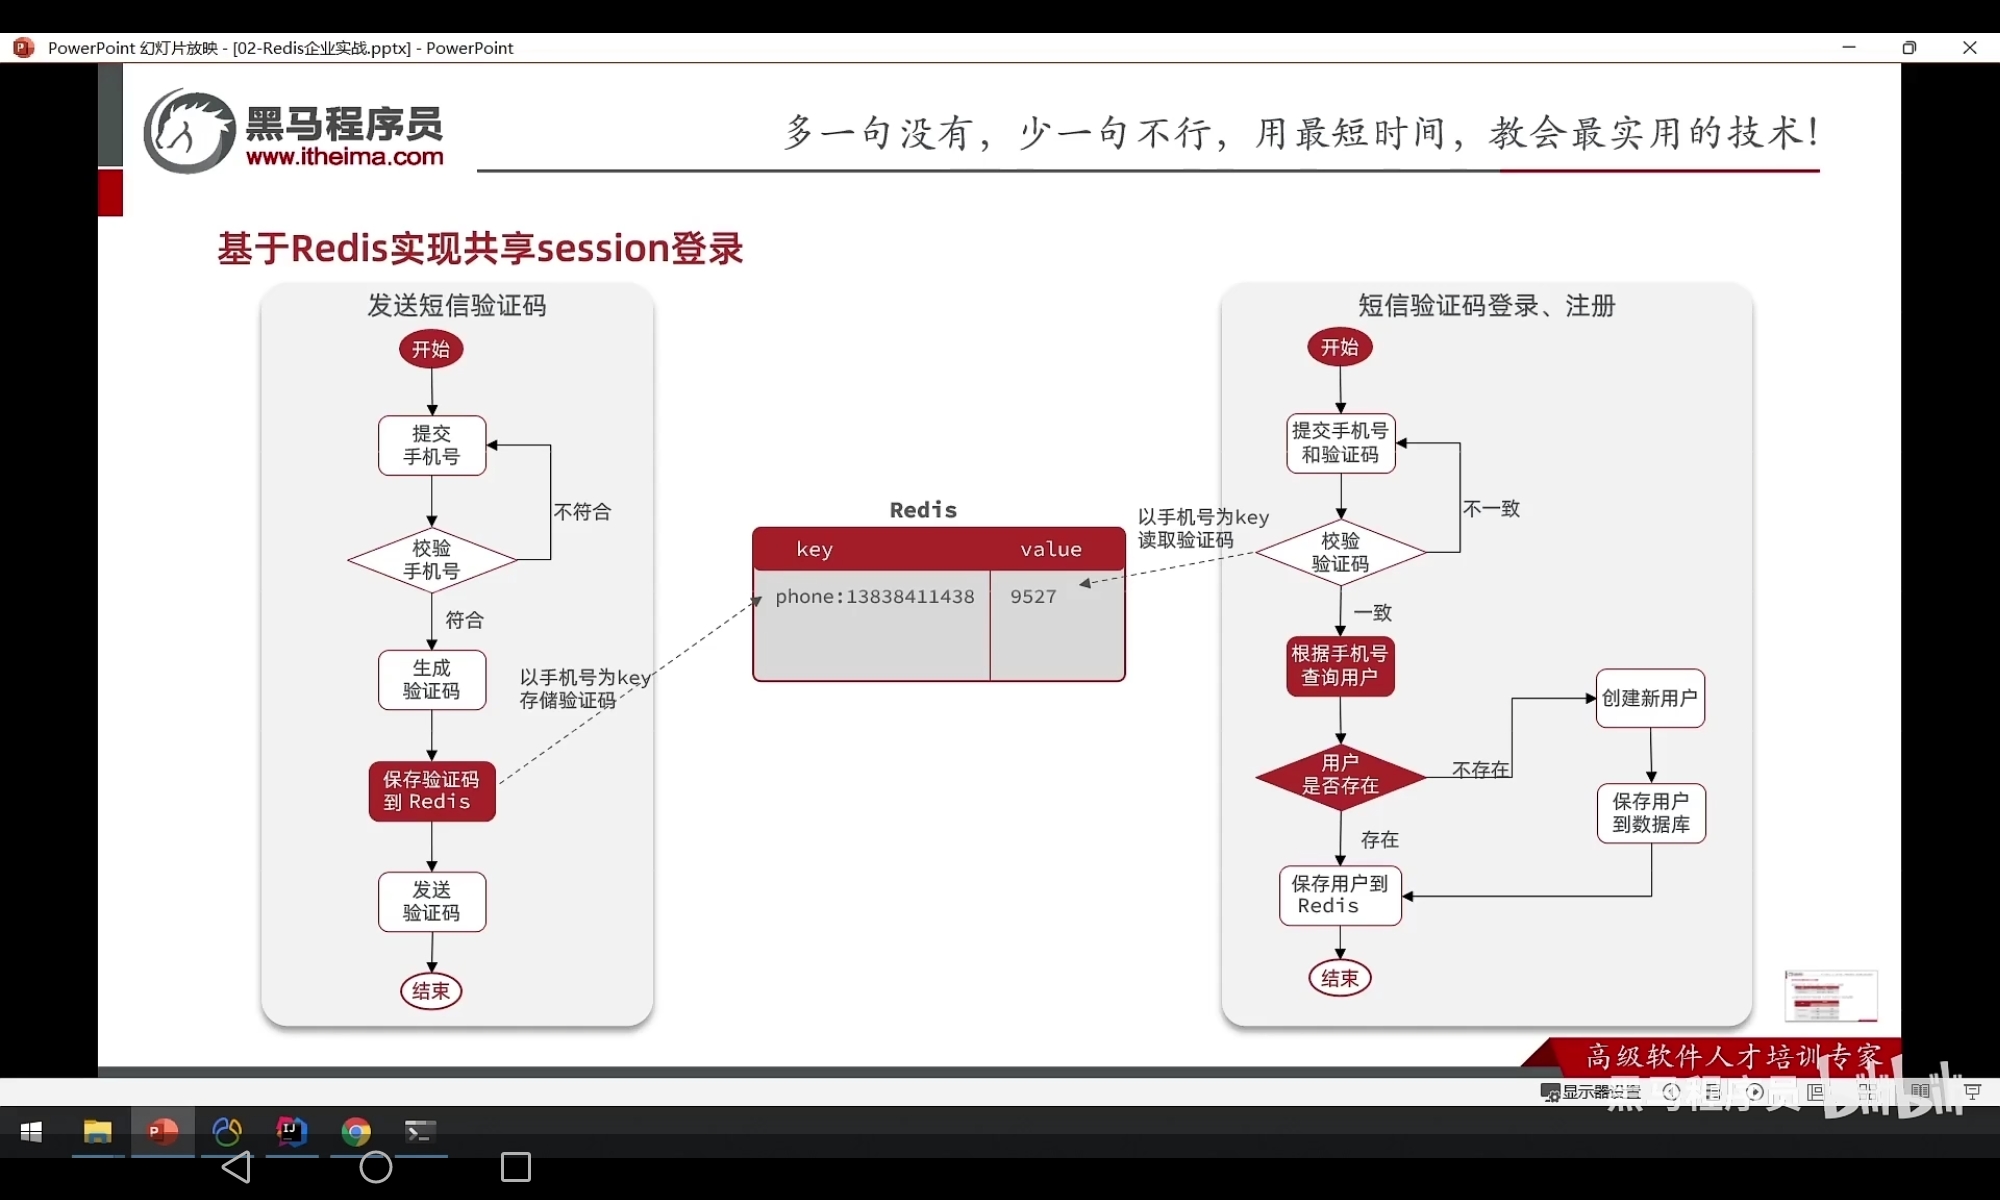 PowerPoint 幻灯片放映 - [02-Redis企业实战.pptx] - PowerPoint
黑马程序员
www.itheima.com
多一句没有，少一句不行，用最短时间，教会最实用的技术！
基于Redis实现共享session登录
发送短信验证码
开始
提交
手机号
不符合
校验
手机号
符合
生成
验证码
以手机号为key
存储验证码
保存验证码
到 Redis
发送
验证码
结束
Redis
key
value
phone:13838411438
9527
以手机号为key
读取验证码
短信验证码登录、注册
开始
提交手机号
和验证码
不一致
校验
验证码
一致
根据手机号
查询用户
用户
是否存在
不存在
创建新用户
保存用户
到数据库
存在
保存用户到
Redis
结束
高级软件人才培训专家
显示器设置
黑马程序员
bilibili